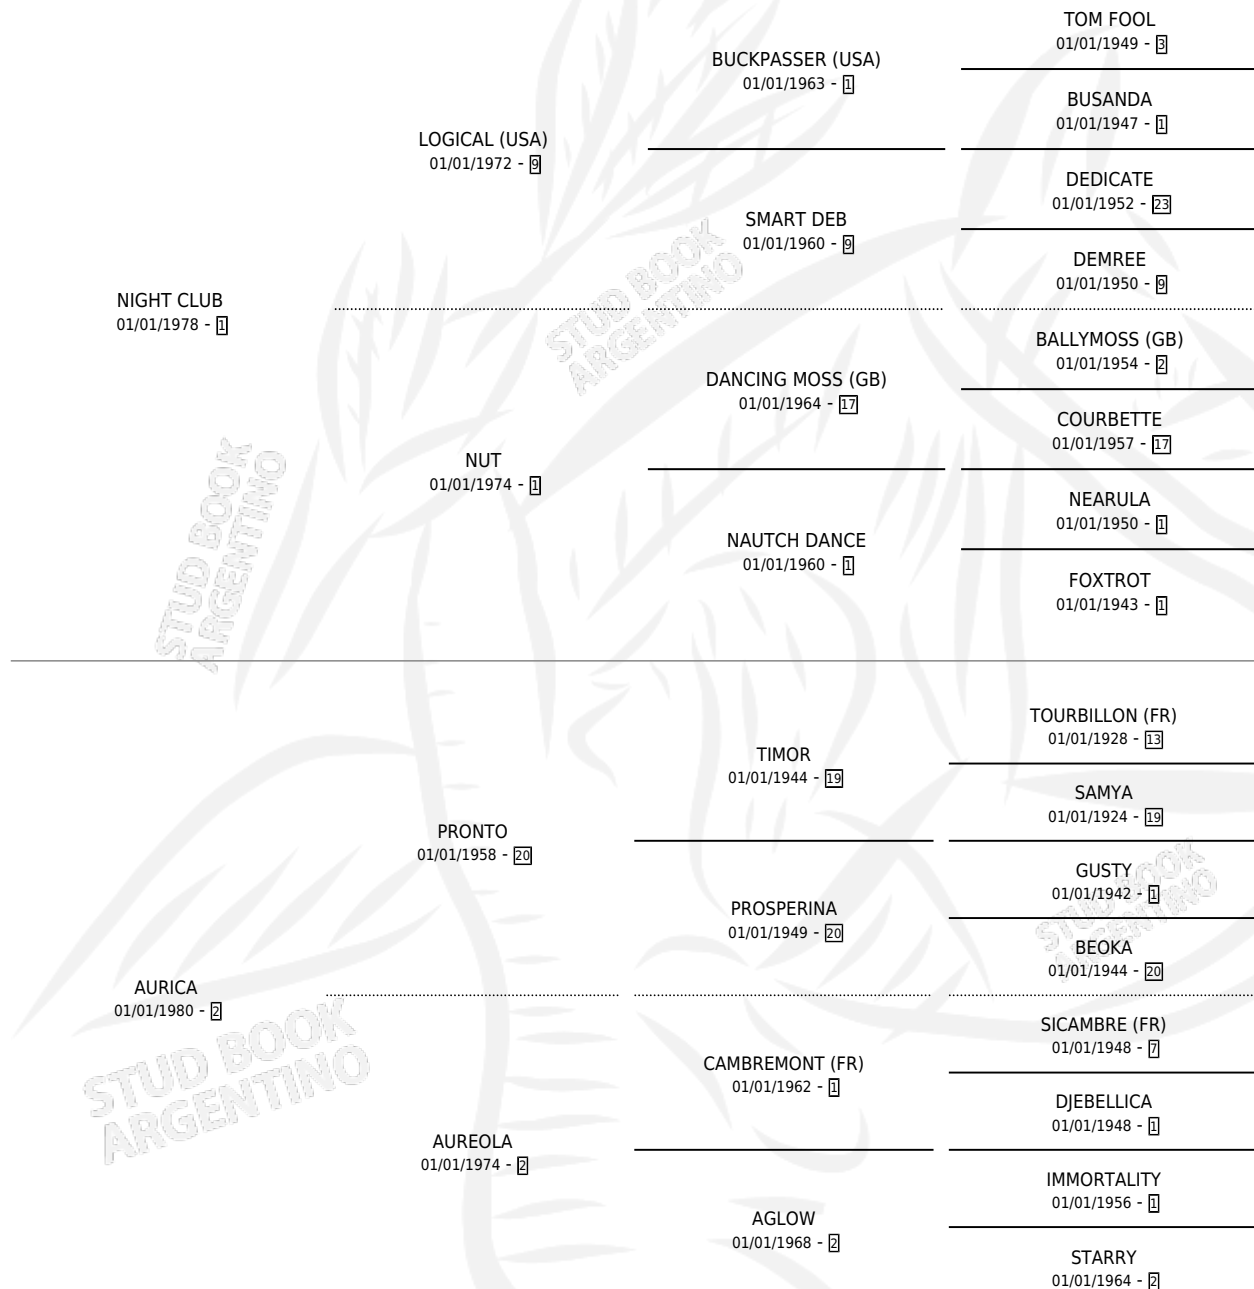 TOM FOOL
01/01/1949 - 3
BUCKPASSER (USA)
01/01/1963 - 1
BUSANDA
01/01/1947 - 1
LOGICAL (USA)
01/01/1972 - 9
DEDICATE
01/01/1952 - 23
SMART DEB
01/01/1960 - 9
DEMREE
01/01/1950 - 9
NIGHT CLUB
01/01/1978 - 1
STUD BOOK
ARGENTINO
BALLYMOSS (GB)
01/01/1954 - 2
DANCING MOSS (GB)
01/01/1964 - 17
COURBETTE
01/01/1957 - 17
NUT
01/01/1974 - 1
NEARULA
01/01/1950 - 1
NAUTCH DANCE
01/01/1960 - 1
FOXTROT
01/01/1943 - 1
STUD BOOK
ARGENTINO
TOURBILLON (FR)
01/01/1928 - 13
TIMOR
01/01/1944 - 19
SAMYA
01/01/1924 - 19
PRONTO
01/01/1958 - 20
GUSTY
01/01/1942 - 1
PROSPERINA
01/01/1949 - 20
BEOKA
01/01/1944 - 20
STUD BOOK
ARGENTINO
AURICA
01/01/1980 - 2
STUD BOOK
ARGENTINO
SICAMBRE (FR)
01/01/1948 - 7
CAMBREMONT (FR)
01/01/1962 - 1
DJEBELLICA
01/01/1948 - 1
AUREOLA
01/01/1974 - 2
IMMORTALITY
01/01/1956 - 1
AGLOW
01/01/1968 - 2
STARRY
01/01/1964 - 2